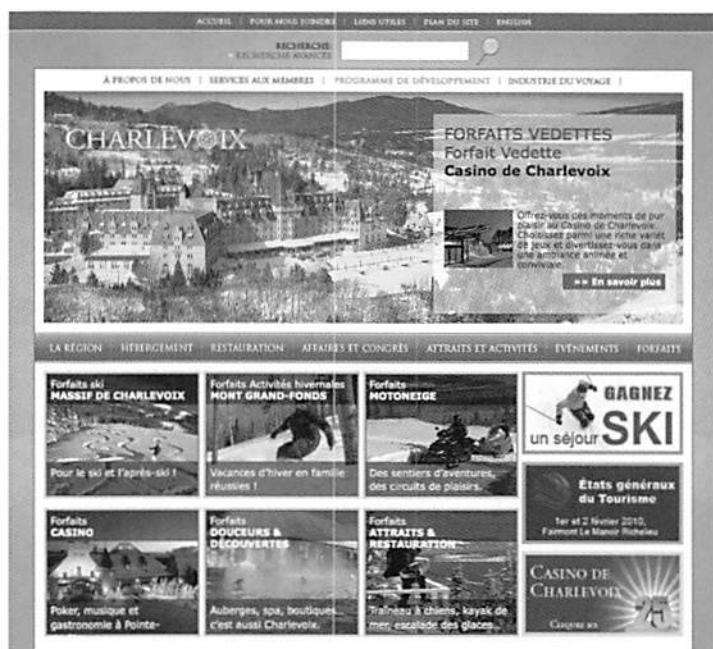 ACCUEIL | POUR NOUS JOINDRE | LIENS UTILES | PLAN DU SITE | ENGLISH
RECHERCHE:
RECHERCHE AVANCÉE
À PROPOS DE NOUS | SERVICES AUX MEMBRES | PROGRAMME DE DÉVELOPPEMENT | INDUSTRIE DU VOYAGE |
CHARLEVOIX
FORFAITS VEDETTES
Forfait Vedette
Casino de Charlevoix
Offrez-vous des moments de pur
plaisir au Casino de Charlevoix.
Choisissez parmi une riche variét
de jeux et divertissez-vous dans
une ambiance animée et
conviviale.
»» En savoir plus
LA RÉGION HÉBERGEMENT RESTAURATION AFFAIRES ET CONGRÈS ATTRAITS ET ACTIVITÉS ÉVÉNEMENTS FORFAITS
Forfaits ski
MASSIF DE CHARLEVOIX
Pour le ski et l'après-ski !
Forfaits Activités hivernales
MONT GRAND-FONDS
Vacances d'hiver en famille
réussies !
Forfaits
MOTONEIGE
Des sentiers d'aventures,
des circuits de plaisirs.
GAGNEZ
un séjour SKI
États généraux
du Tourisme
1er et 2 février 2010,
Fairmont Le Manoir Richelieu
Forfaits
CASINO
Poker, musique et
gastronomie à Pointe-
Forfaits
DOUCEURS &
DÉCOUVERTES
Auberges, spa, boutiques...
c'est aussi Charlevoix.
Forfaits
ATTRAITS &
RESTAURATION
Traîneau à chiens, kayak de
mer, escalade des glaces...
CASINO DE
CHARLEVOIX
25
CLIQUEZ ICI